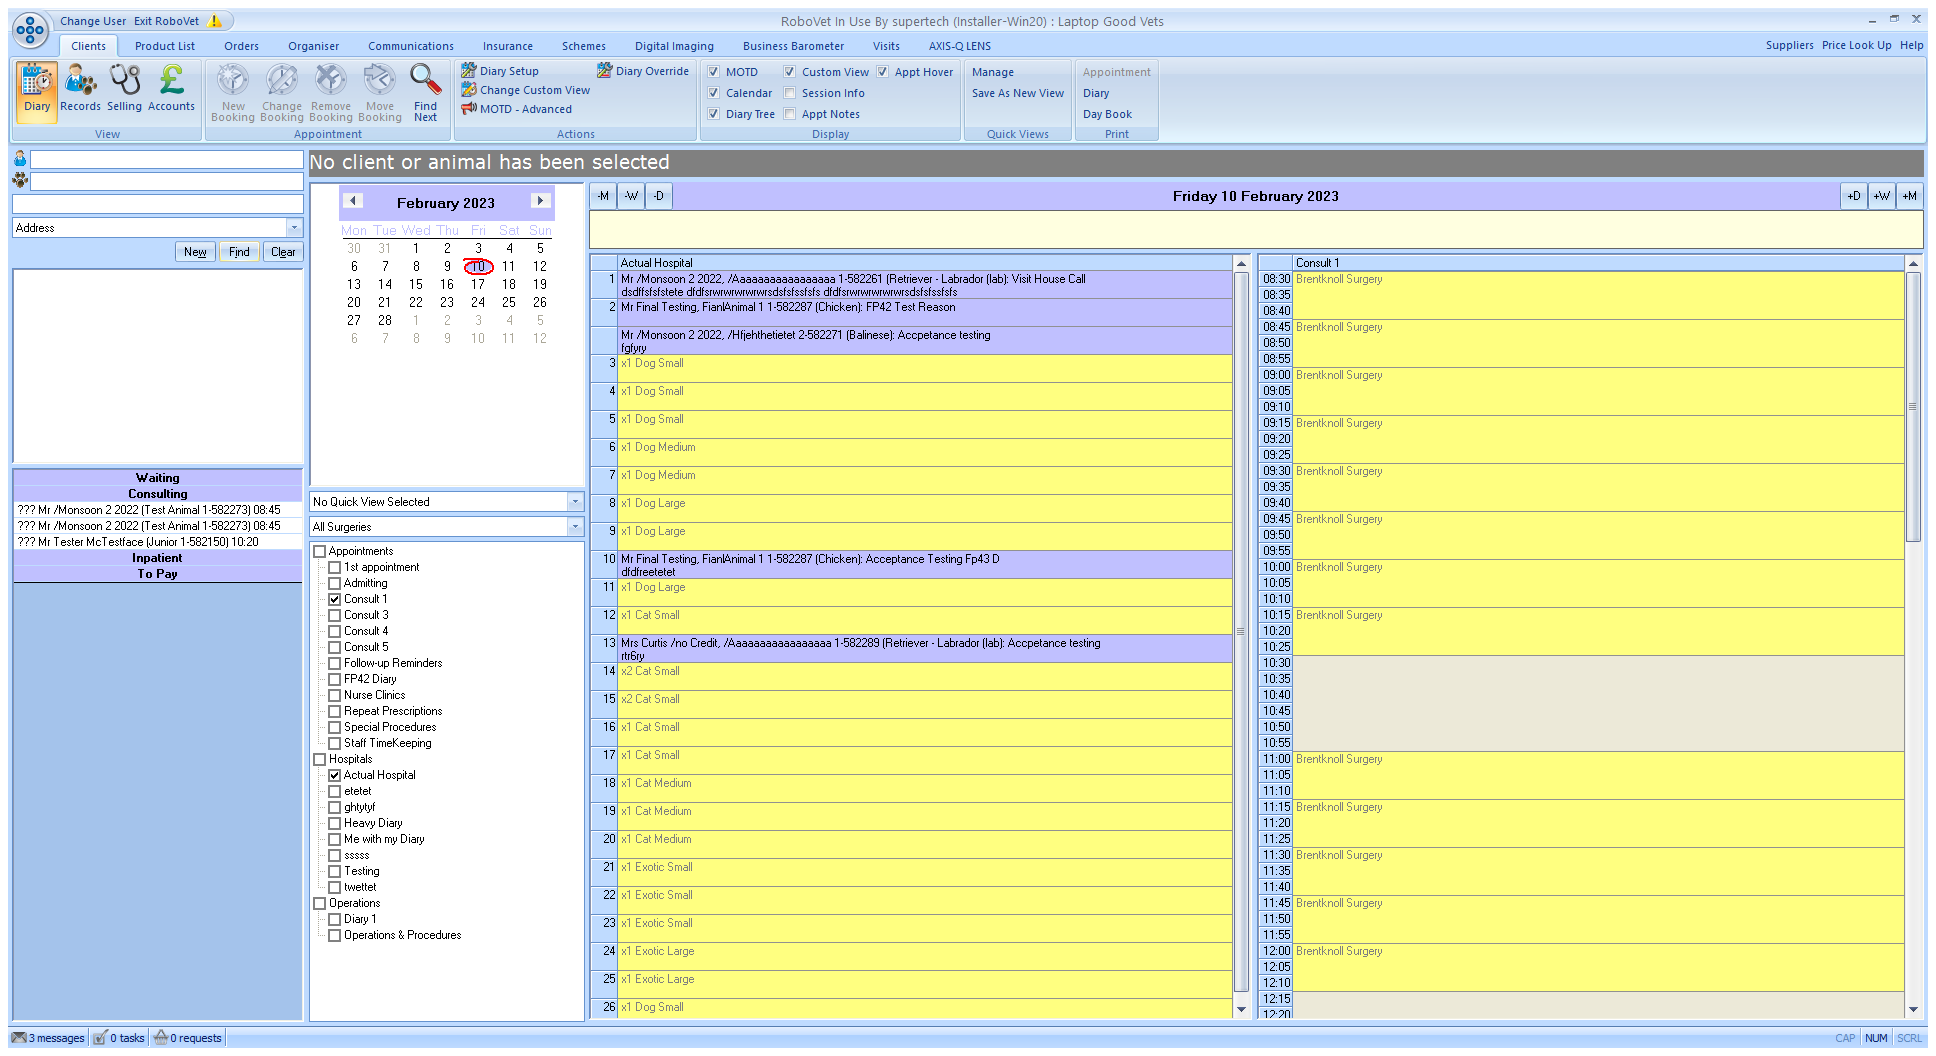 Change User Exit RoboVet
RoboVet In Use By supertech (Installer-Win20) : Laptop Good Vets
Clients Product List Orders Organiser Communications Insurance Schemes Digital Imaging Business Barometer Visits AXIS-Q LENS
Suppliers Price Look Up Help
Diary Records Selling Accounts
View
New Booking Change Booking Remove Booking Move Booking Find Next
Appointment
Diary Setup Diary Override
Change Custom View
MOTD - Advanced
Actions
MOTD Custom View Appt Hover
Calendar Session Info
Diary Tree Appt Notes
Display
Manage
Save As New View
Quick Views
Appointment
Diary
Day Book
Print
No client or animal has been selected
Address
New Find Clear
Waiting
Consulting
??? Mr /Monsoon 2 2022 (Test Animal 1-582273) 08:45
??? Mr /Monsoon 2 2022 (Test Animal 1-582273) 08:45
??? Mr Tester McTestface (Junior 1-582150) 10:20
Inpatient
To Pay
February 2023
Mon Tue Wed Thu Fri Sat Sun
30 31 1 2 3 4 5
6 7 8 9 10 11 12
13 14 15 16 17 18 19
20 21 22 23 24 25 26
27 28 1 2 3 4 5
6 7 8 9 10 11 12
No Quick View Selected
All Surgeries
Appointments
1st appointment
Admitting
Consult 1
Consult 3
Consult 4
Consult 5
Follow-up Reminders
FP42 Diary
Nurse Clinics
Repeat Prescriptions
Special Procedures
Staff TimeKeeping
Hospitals
Actual Hospital
etetet
ghtytyf
Heavy Diary
Me with my Diary
sssss
Testing
twettet
Operations
Diary 1
Operations & Procedures
-M -W -D
Friday 10 February 2023
+D +W +M
Actual Hospital
1 Mr /Monsoon 2 2022, /Aaaaaaaaaaaaaaaaa 1-582261 (Retriever - Labrador (lab): Visit House Call
dsdffsfsfstete dfdfsrwrwrwrwrwrsdsfsfssfsfs dfdfsrwrwrwrwrwrsdsfsfssfsfs
2 Mr Final Testing, FianlAnimal 1 1-582287 (Chicken): FP42 Test Reason
Mr /Monsoon 2 2022, /Hfjehthetietet 2-582271 (Balinese): Accpetance testing
fgfyry
3 x1 Dog Small
4 x1 Dog Small
5 x1 Dog Small
6 x1 Dog Medium
7 x1 Dog Medium
8 x1 Dog Large
9 x1 Dog Large
10 Mr Final Testing, FianlAnimal 1 1-582287 (Chicken): Acceptance Testing Fp43 D
dfdfreetetet
11 x1 Dog Large
12 x1 Cat Small
13 Mrs Curtis /no Credit, /Aaaaaaaaaaaaaaaaa 1-582289 (Retriever - Labrador (lab): Accpetance testing
rtr6ry
14 x2 Cat Small
15 x2 Cat Small
16 x1 Cat Small
17 x1 Cat Small
18 x1 Cat Medium
19 x1 Cat Medium
20 x1 Cat Medium
21 x1 Exotic Small
22 x1 Exotic Small
23 x1 Exotic Small
24 x1 Exotic Large
25 x1 Exotic Large
26 x1 Dog Small
Consult 1
08:30 Brentknoll Surgery
08:35
08:40
08:45 Brentknoll Surgery
08:50
08:55
09:00 Brentknoll Surgery
09:05
09:10
09:15 Brentknoll Surgery
09:20
09:25
09:30 Brentknoll Surgery
09:35
09:40
09:45 Brentknoll Surgery
09:50
09:55
10:00 Brentknoll Surgery
10:05
10:10
10:15 Brentknoll Surgery
10:20
10:25
10:30
10:35
10:40
10:45
10:50
10:55
11:00 Brentknoll Surgery
11:05
11:10
11:15 Brentknoll Surgery
11:20
11:25
11:30 Brentknoll Surgery
11:35
11:40
11:45 Brentknoll Surgery
11:50
11:55
12:00 Brentknoll Surgery
12:05
12:10
12:15
12:20
3 messages 0 tasks 0 requests
CAP NUM SCRL